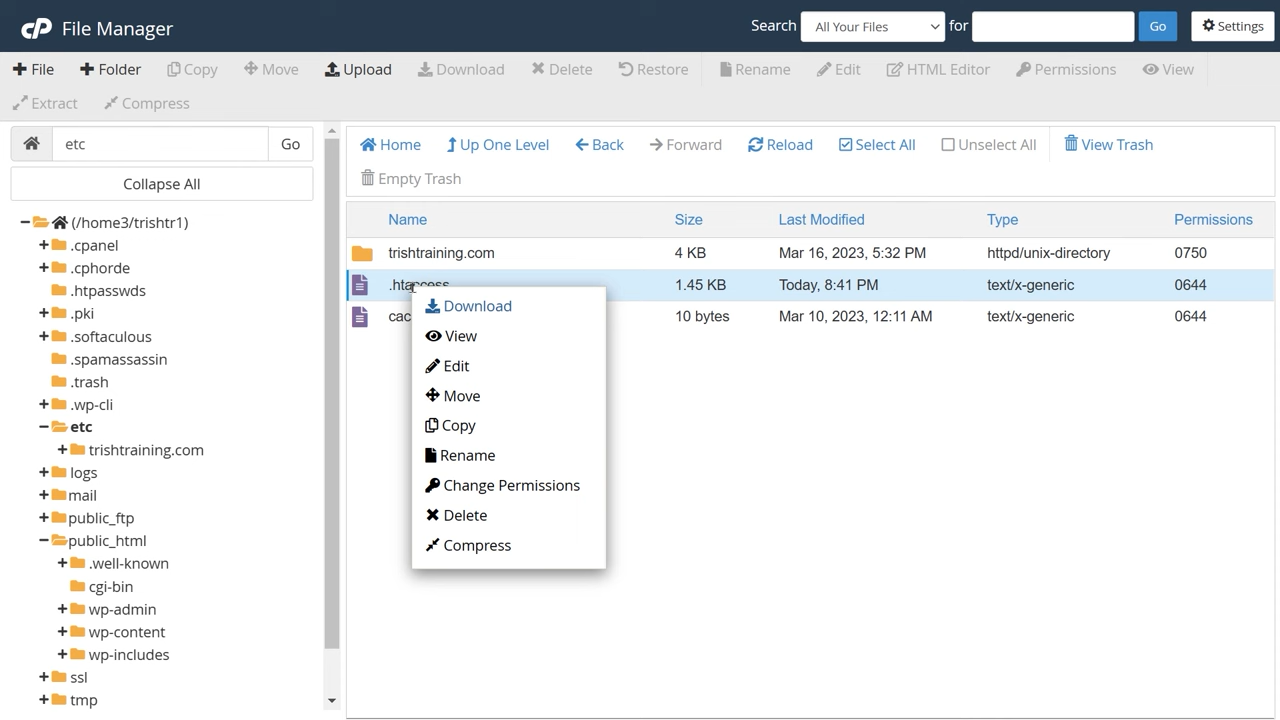 cP File Manager
Search All Your Files for Go Settings
File Folder Copy Move Upload Download Delete Restore Rename Edit HTML Editor Permissions View
Extract Compress
etc Go
Collapse All
(/home3/trishtr1)
.cpanel
.cphorde
.htpasswds
.pki
.softaculous
.spamassassin
.trash
.wp-cli
etc
trishtraining.com
logs
mail
public_ftp
public_html
.well-known
cgi-bin
wp-admin
wp-content
wp-includes
ssl
tmp
Home Up One Level Back Forward Reload Select All Unselect All View Trash
Empty Trash
Name Size Last Modified Type Permissions
trishtraining.com 4 KB Mar 16, 2023, 5:32 PM httpd/unix-directory 0750
.htaccess 1.45 KB Today, 8:41 PM text/x-generic 0644
cac 10 bytes Mar 10, 2023, 12:11 AM text/x-generic 0644
Download
View
Edit
Move
Copy
Rename
Change Permissions
Delete
Compress